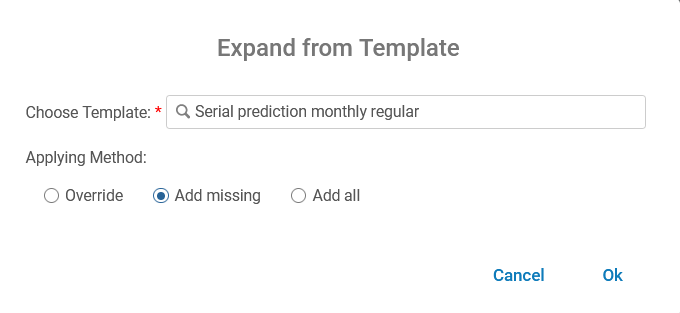 Expand from Template
Choose Template: * Serial prediction monthly regular
Applying Method:
Override Add missing Add all
Cancel Ok